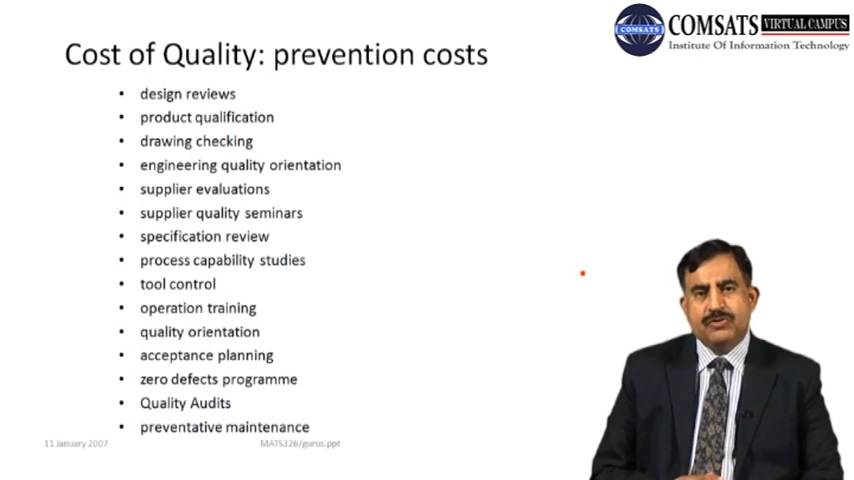 COMSATS
COMSATS VIRTUAL CAMPUS
Institute Of Information Technology
Cost of Quality: prevention costs
• design reviews
• product qualification
• drawing checking
• engineering quality orientation
• supplier evaluations
• supplier quality seminars
• specification review
• process capability studies
• tool control
• operation training
• quality orientation
• acceptance planning
• zero defects programme
• Quality Audits
• preventative maintenance
11 January 2007
MATS326/gurus.ppt